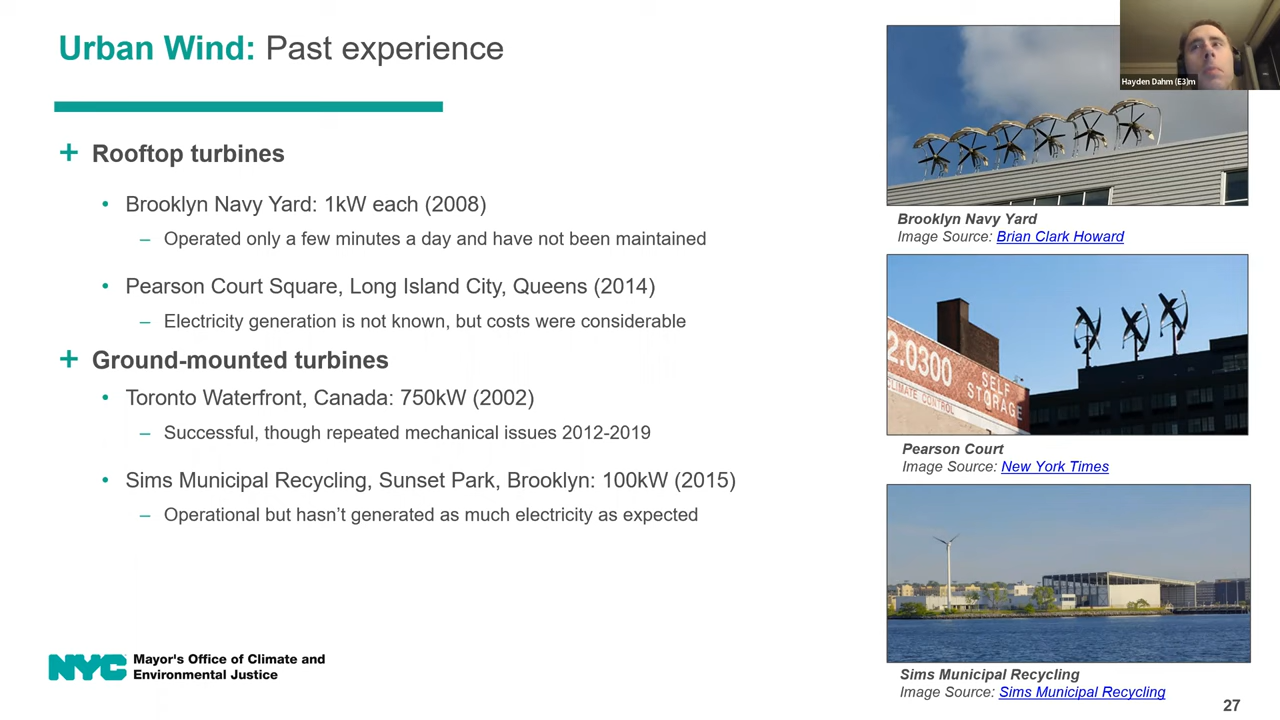 Urban Wind: Past experience
+ Rooftop turbines
• Brooklyn Navy Yard: 1kW each (2008)
– Operated only a few minutes a day and have not been maintained
• Pearson Court Square, Long Island City, Queens (2014)
– Electricity generation is not known, but costs were considerable
+ Ground-mounted turbines
• Toronto Waterfront, Canada: 750kW (2002)
– Successful, though repeated mechanical issues 2012-2019
• Sims Municipal Recycling, Sunset Park, Brooklyn: 100kW (2015)
– Operational but hasn’t generated as much electricity as expected
NYC
Mayor's Office of Climate and
Environmental Justice
Hayden Dahm (E3)m
Brooklyn Navy Yard
Image Source: Brian Clark Howard
2.0300
SELF
STORAGE
CLIMATE CONTROL
Pearson Court
Image Source: New York Times
Sims Municipal Recycling
Image Source: Sims Municipal Recycling
27